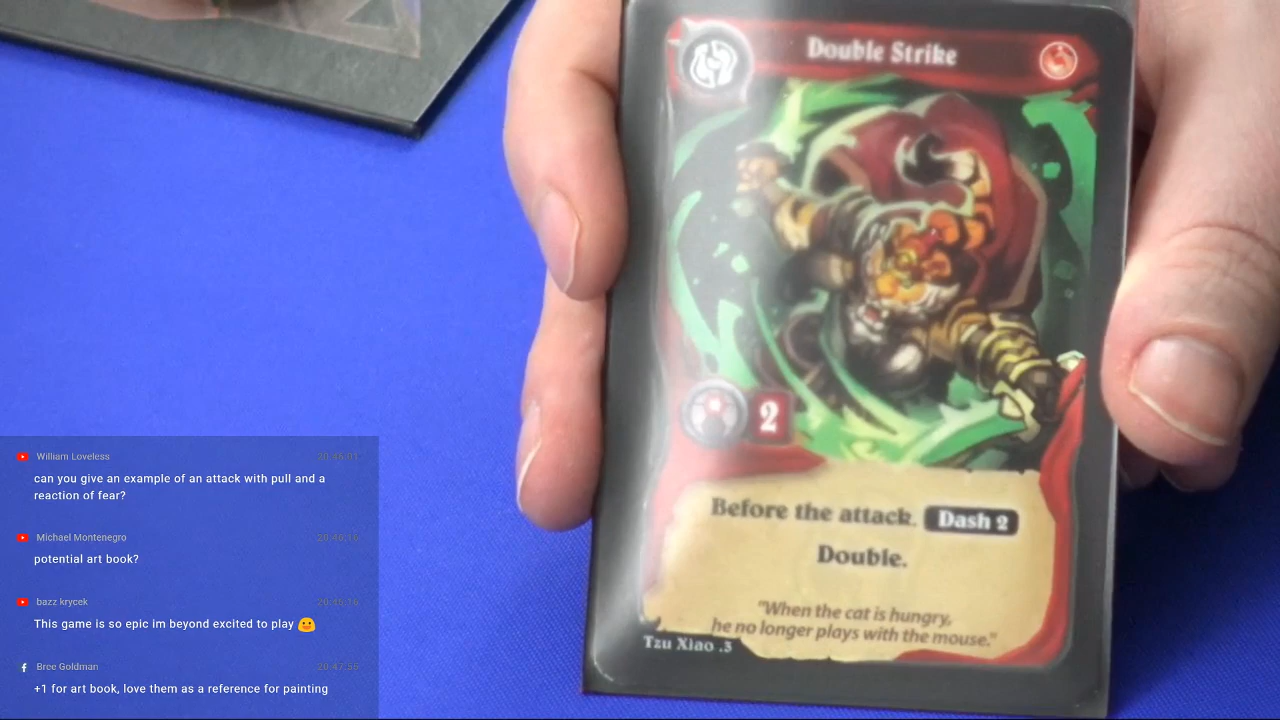 Double Strike
2
Before the attack. Dash 2
Double.
"When the cat is hungry,
he no longer plays with the mouse."
Tzu Xiao .3
William Loveless
can you give an example of an attack with pull and a
reaction of fear?
Michael Montenegro
potential art book?
bazz krycek
This game is so epic im beyond excited to play
Bree Goldman
+1 for art book, love them as a reference for painting